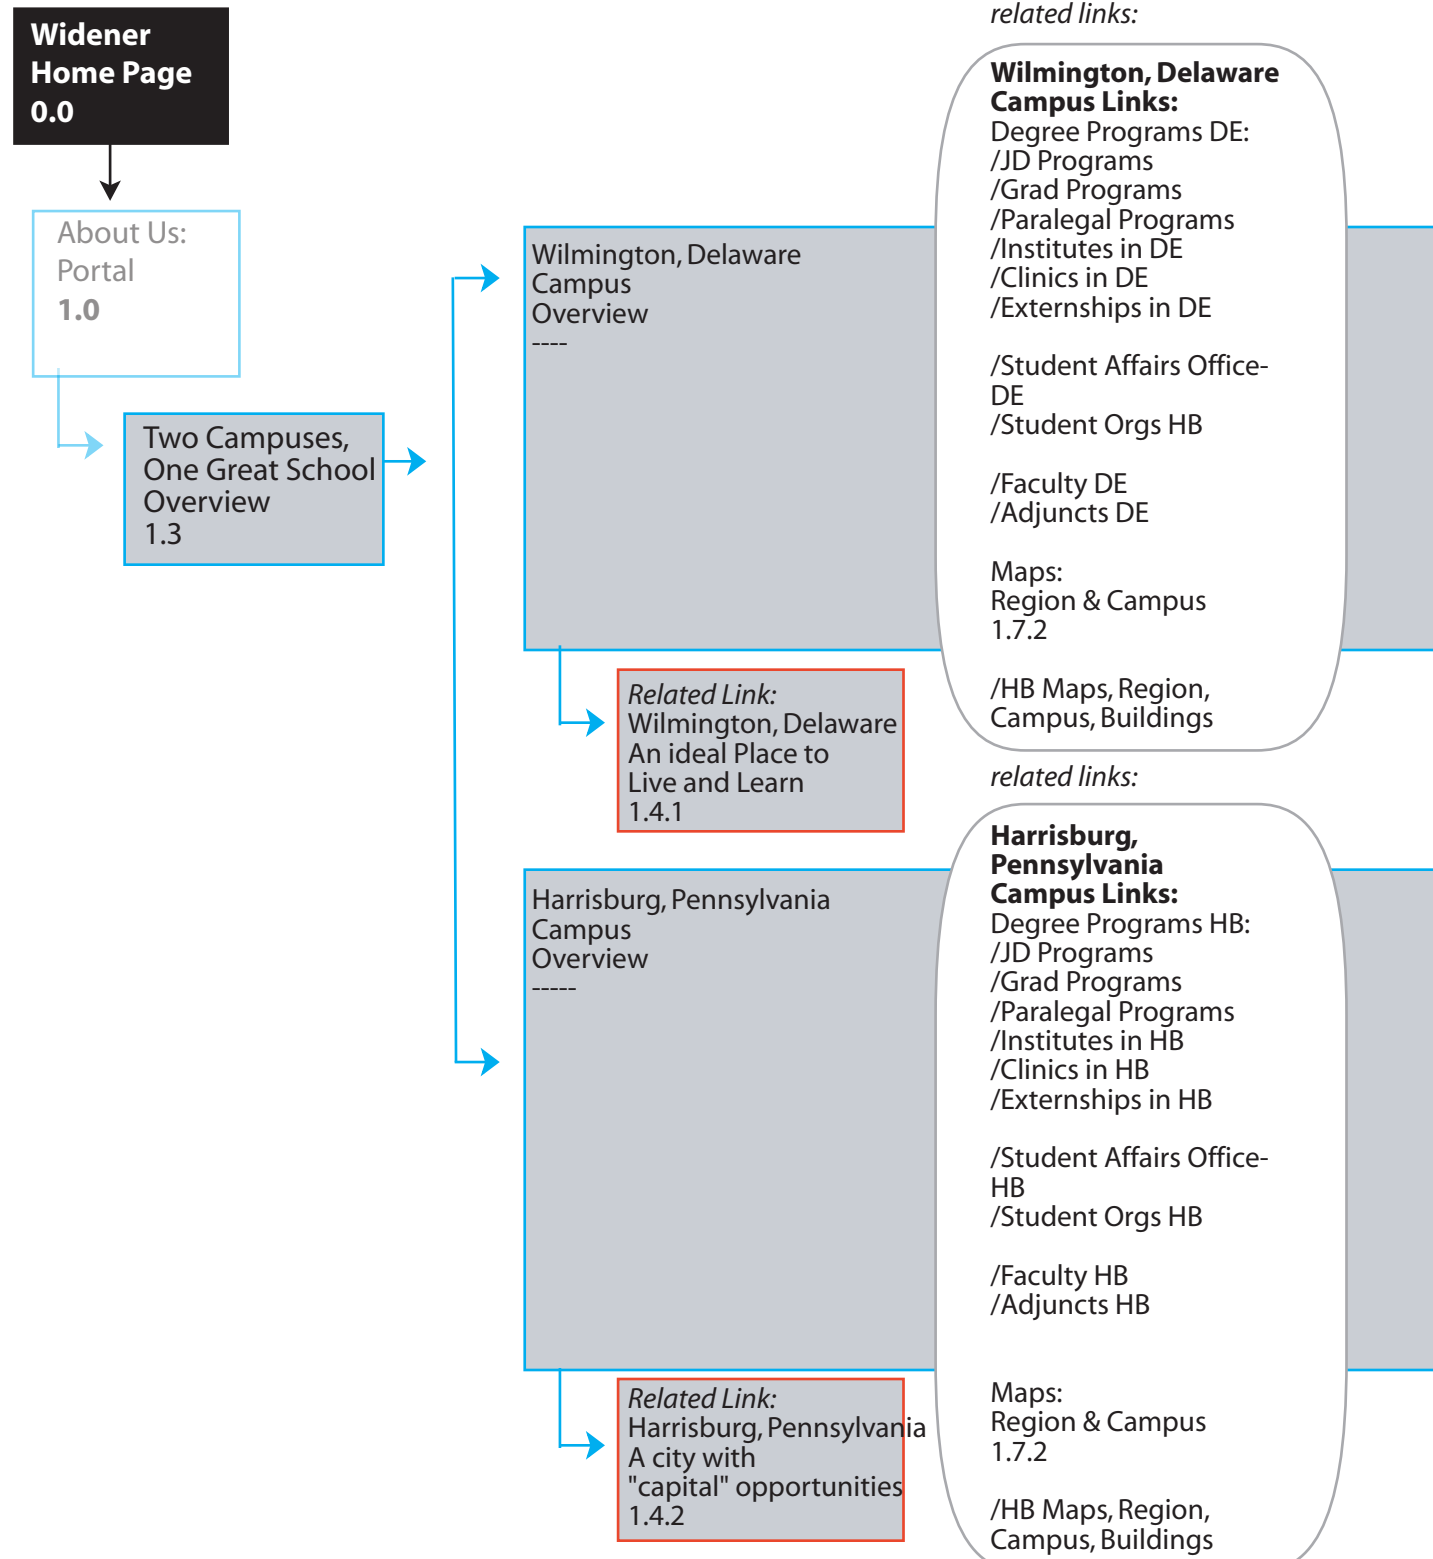 Widener
Home Page
0.0
About Us:
Portal
1.0
Two Campuses,
One Great School
Overview
1.3
Wilmington, Delaware
Campus
Overview
----
Related Link:
Wilmington, Delaware
An ideal Place to
Live and Learn
1.4.1
related links:
Wilmington, Delaware
Campus Links:
Degree Programs DE:
/JD Programs
/Grad Programs
/Paralegal Programs
/Institutes in DE
/Clinics in DE
/Externships in DE
/Student Affairs Office-
DE
/Student Orgs HB
/Faculty DE
/Adjuncts DE
Maps:
Region & Campus
1.7.2
/HB Maps, Region,
Campus, Buildings
Harrisburg, Pennsylvania
Campus
Overview
-----
Related Link:
Harrisburg, Pennsylvania
A city with
"capital" opportunities
1.4.2
related links:
Harrisburg,
Pennsylvania
Campus Links:
Degree Programs HB:
/JD Programs
/Grad Programs
/Paralegal Programs
/Institutes in HB
/Clinics in HB
/Externships in HB
/Student Affairs Office-
HB
/Student Orgs HB
/Faculty HB
/Adjuncts HB
Maps:
Region & Campus
1.7.2
/HB Maps, Region,
Campus, Buildings